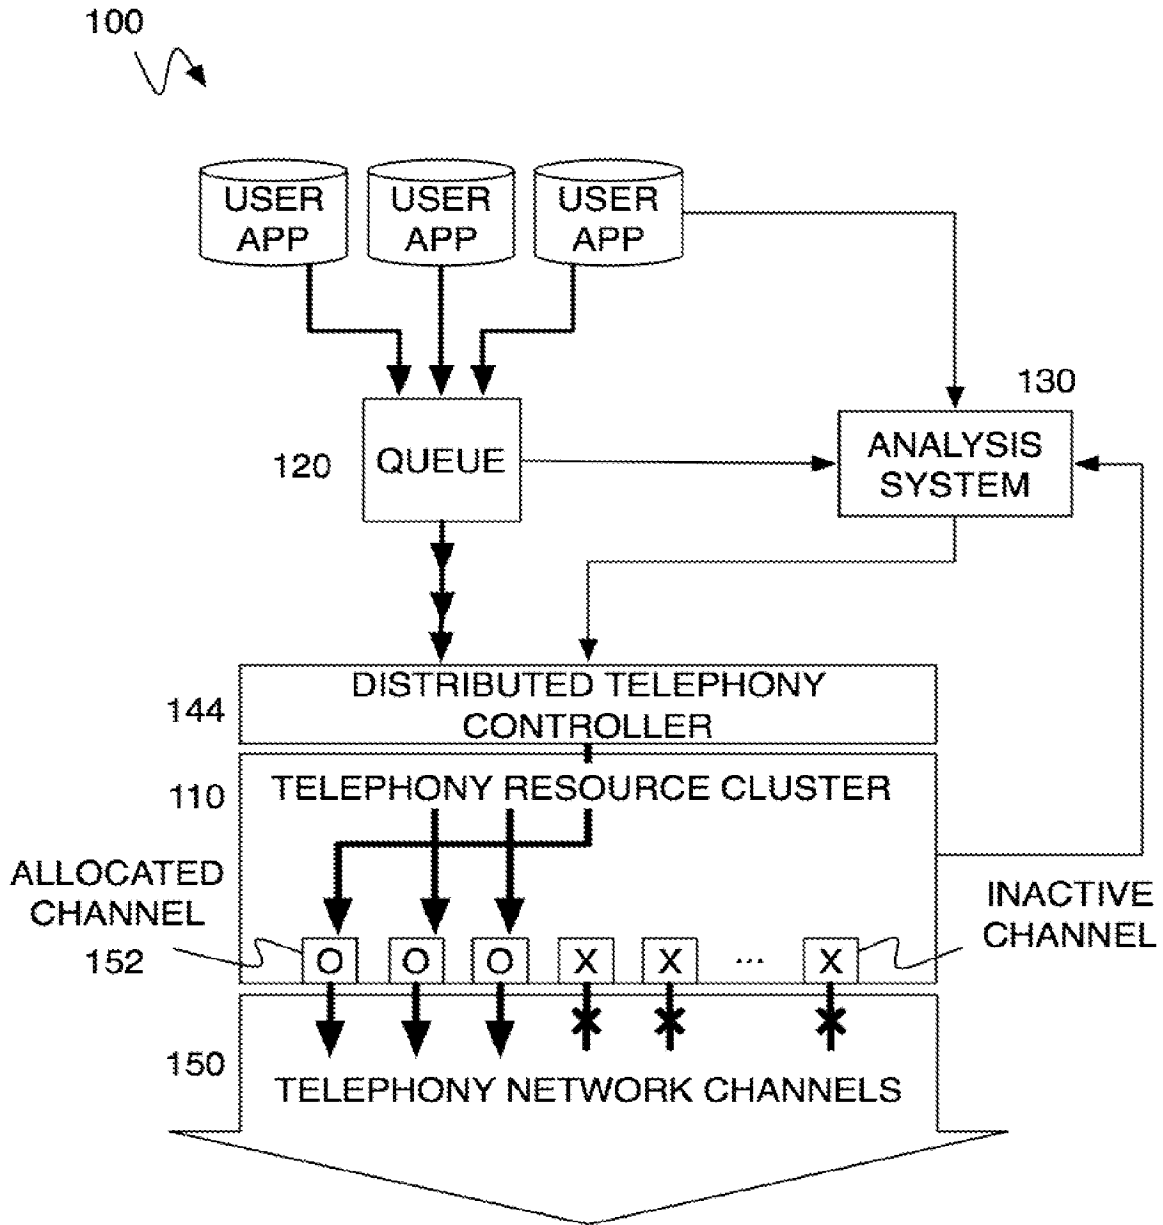 100
USER
APP
USER
APP
USER
APP
130
120
QUEUE
ANALYSIS
SYSTEM
144
DISTRIBUTED TELEPHONY
CONTROLLER
110
TELEPHONY RESOURCE CLUSTER
ALLOCATED
CHANNEL
152
INACTIVE
CHANNEL
O O O X X ... X
150
TELEPHONY NETWORK CHANNELS